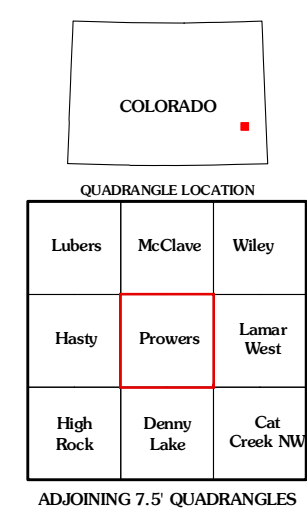 COLORADO
QUADRANGLE LOCATION
Lubers McClave Wiley
Hasty Prowers Lamar
West
High Denny Cat
Rock Lake Creek NW
ADJOINING 7.5' QUADRANGLES